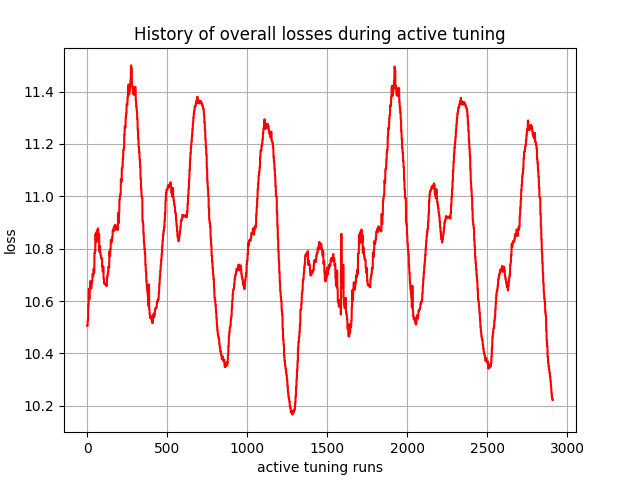 History of overall losses during active tuning
11.4
11.2
11.0
10.8
10.6
10.4
10.2
loss
0 500 1000 1500 2000 2500 3000
active tuning runs